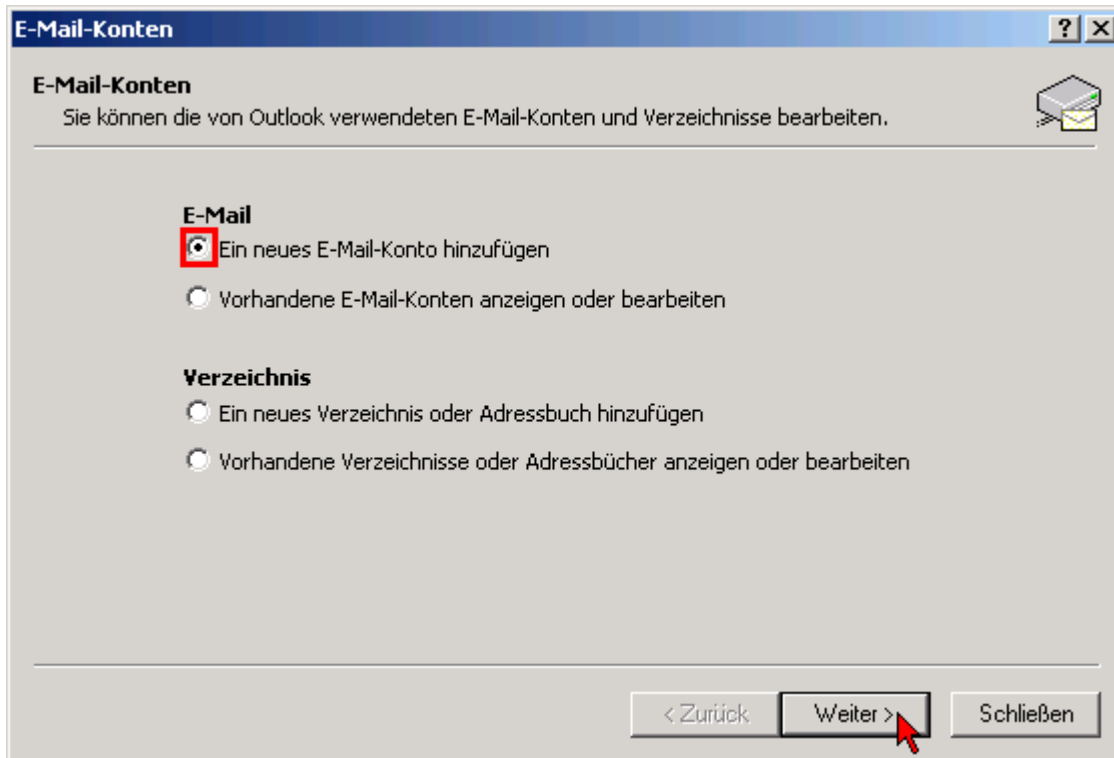 E-Mail-Konten
E-Mail-Konten
Sie können die von Outlook verwendeten E-Mail-Konten und Verzeichnisse bearbeiten.
E-Mail
Ein neues E-Mail-Konto hinzufügen
Vorhandene E-Mail-Konten anzeigen oder bearbeiten
Verzeichnis
Ein neues Verzeichnis oder Adressbuch hinzufügen
Vorhandene Verzeichnisse oder Adressbücher anzeigen oder bearbeiten
< Zurück Weiter > Schließen